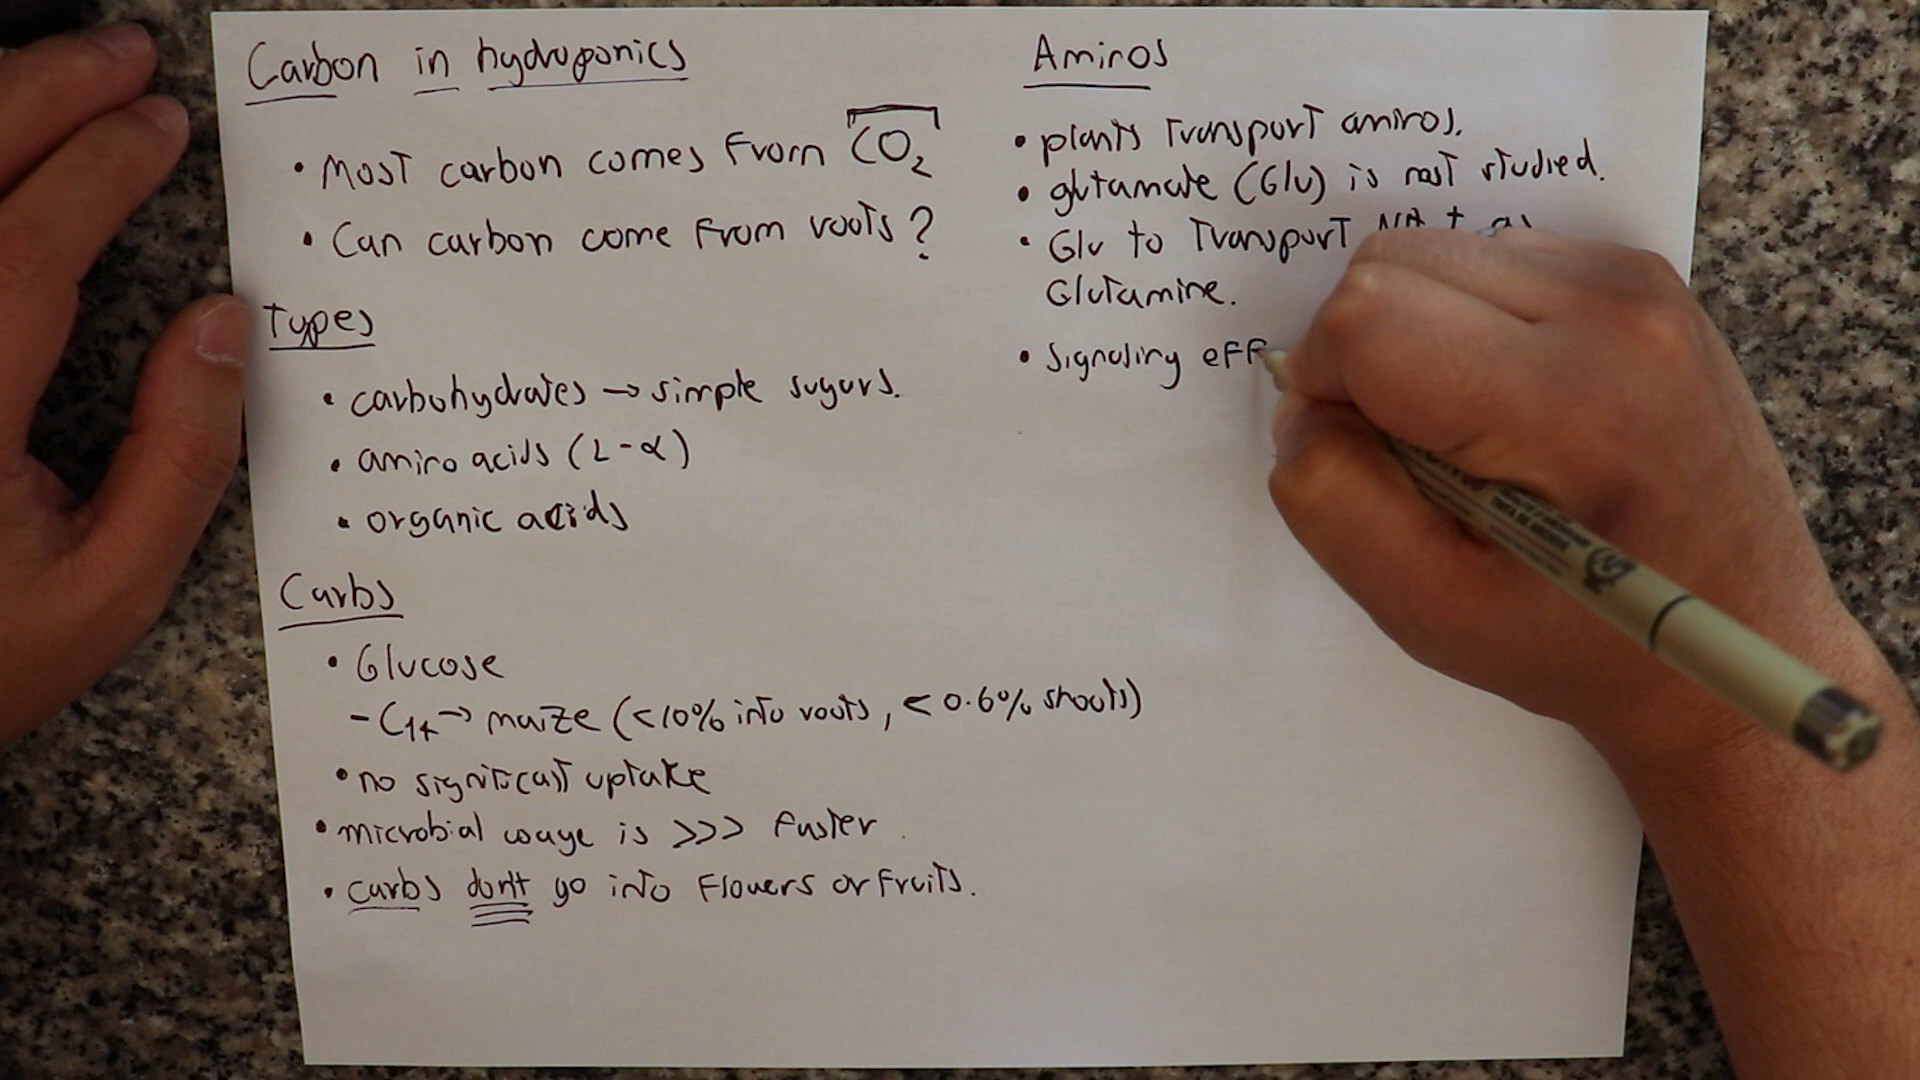 Carbon in hydroponics
• Most carbon comes from CO2
• Can carbon come from roots?
Types
• carbohydrates → simple sugars.
• amino acids (L-α)
• organic acids
Carbs
• Glucose
- C14 → maize (<10% into roots, <0.6% shoots)
• no significant uptake
• microbial usage is >>> faster
• carbs don't go into flowers or fruits.
Aminos
• plants transport aminos.
• glutamate (Glu) is most studied.
• Glu to transport
Glutamine.
• Signaling eff